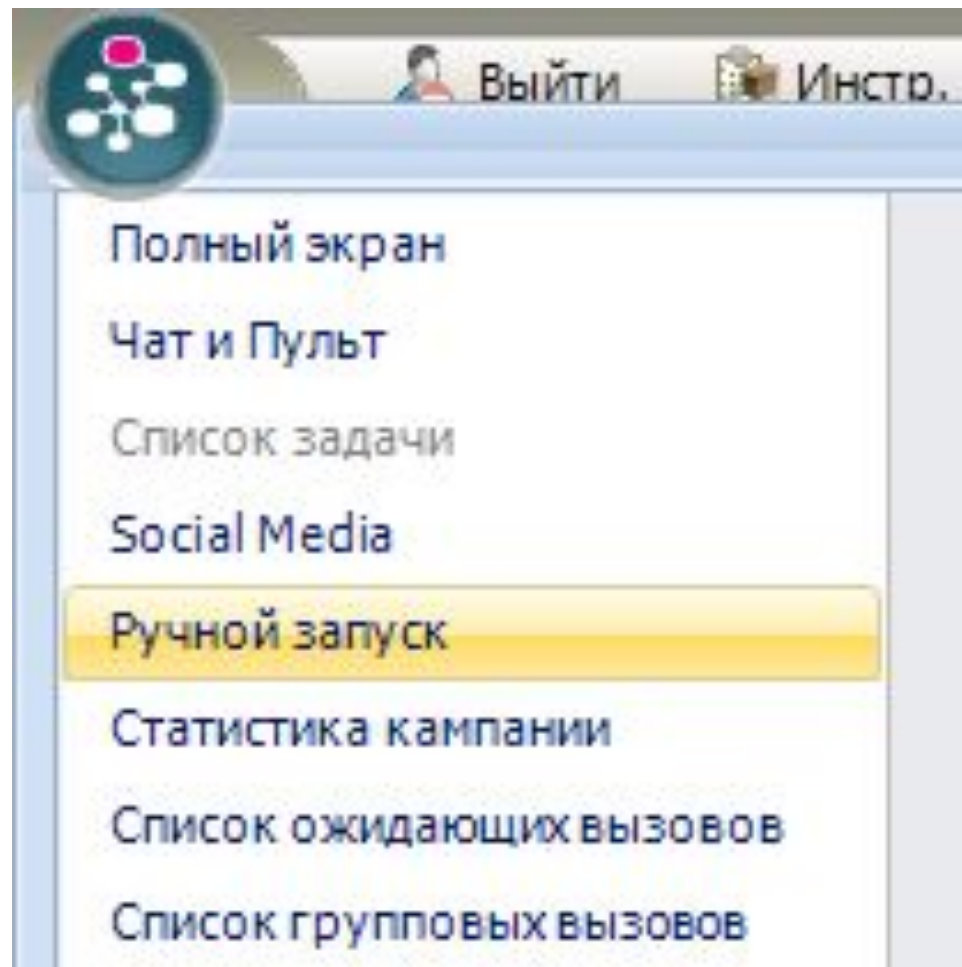 Выйти Инстр.
Полный экран
Чат и Пульт
Список задачи
Social Media
Ручной запуск
Статистика кампании
Список ожидающих вызовов
Список групповых вызовов